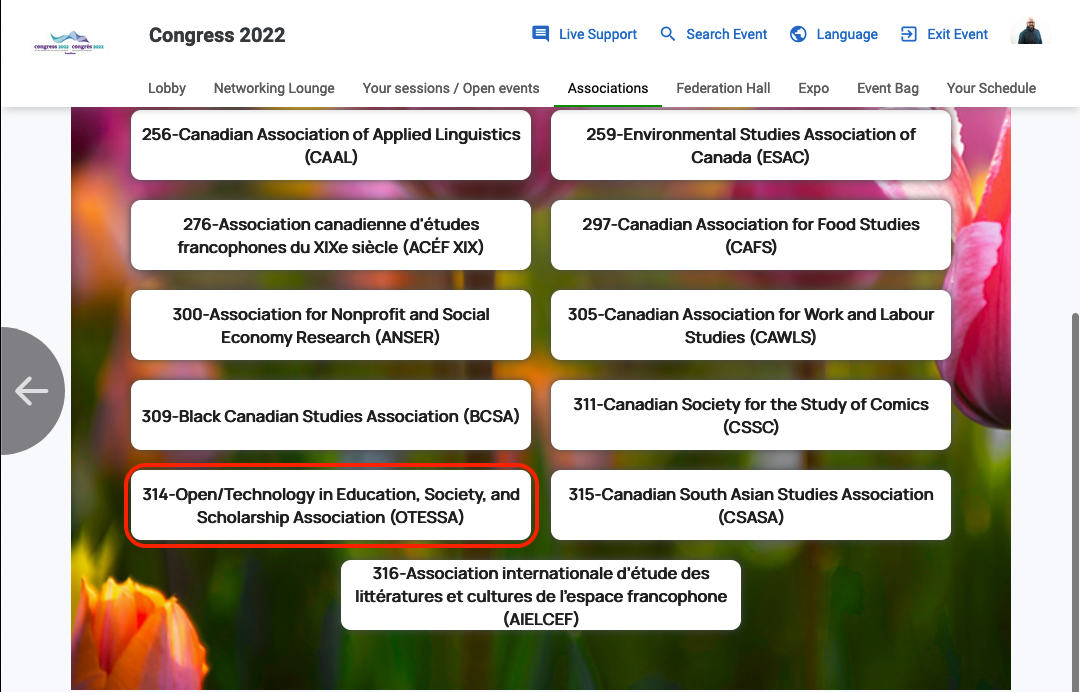 congress 2022 congrès 2022
Congress 2022
Live Support
Search Event
Language
Exit Event
Lobby
Networking Lounge
Your sessions / Open events
Associations
Federation Hall
Expo
Event Bag
Your Schedule
256-Canadian Association of Applied Linguistics
(CAAL)
259-Environmental Studies Association of
Canada (ESAC)
276-Association canadienne d'études
francophones du XIXe siècle (ACÉF XIX)
297-Canadian Association for Food Studies
(CAFS)
300-Association for Nonprofit and Social
Economy Research (ANSER)
305-Canadian Association for Work and Labour
Studies (CAWLS)
309-Black Canadian Studies Association (BCSA)
311-Canadian Society for the Study of Comics
(CSSC)
314-Open/Technology in Education, Society, and
Scholarship Association (OTESSA)
315-Canadian South Asian Studies Association
(CSASA)
316-Association internationale d'étude des
littératures et cultures de l'espace francophone
(AIELCEF)